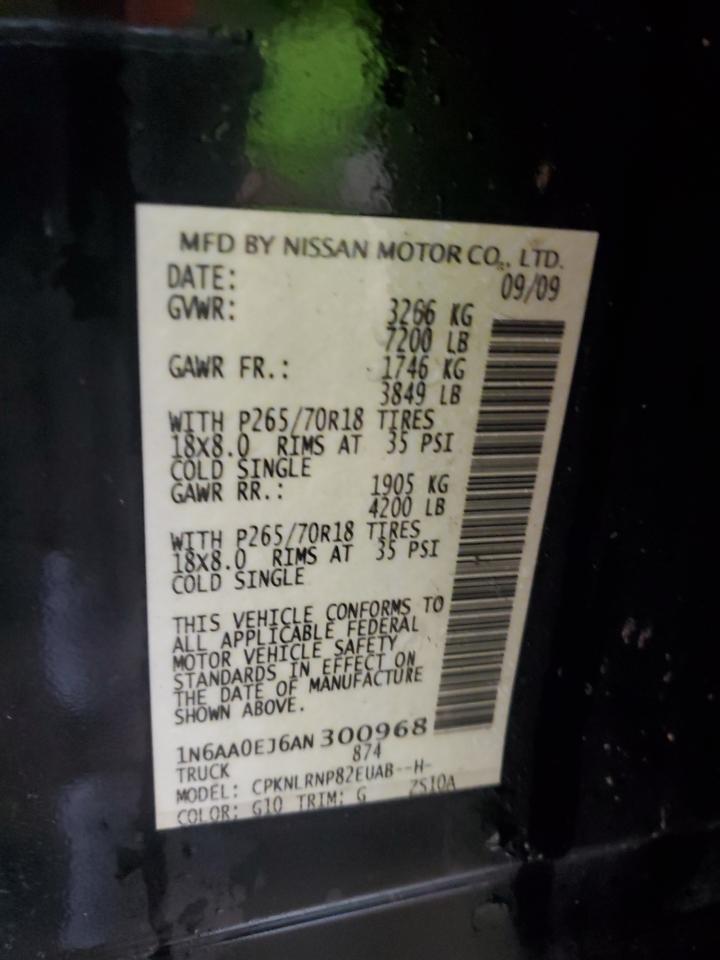 MFD BY NISSAN MOTOR CO., LTD.
DATE: 09/09
GVWR: 3266 KG
7200 LB
GAWR FR.: 1746 KG
3849 LB
WITH P265/70R18 TIRES
18X8.0 RIMS AT 35 PSI
COLD SINGLE
GAWR RR.: 1905 KG
4200 LB
WITH P265/70R18 TIRES
18X8.0 RIMS AT 35 PSI
COLD SINGLE
THIS VEHICLE CONFORMS TO
ALL APPLICABLE FEDERAL
MOTOR VEHICLE SAFETY
STANDARDS IN EFFECT ON
THE DATE OF MANUFACTURE
SHOWN ABOVE.
1N6AA0EJ6AN300968
TRUCK 874
MODEL: CPKNLRNP82EUAB--H-
COLOR: G10 TRIM: G ZS10A